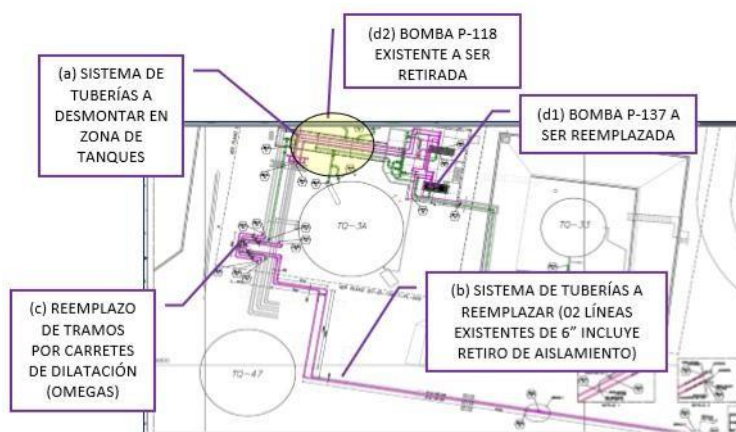 (d2) BOMBA P-118
EXISTENTE A SER
RETIRADA
(a) SISTEMA DE
TUBERÍAS A
DESMONTAR EN
ZONA DE
TANQUES
(d1) BOMBA P-137 A
SER REEMPLAZADA
TQ-3A
TQ-33
(c) REEMPLAZO
DE TRAMOS
POR CARRETES
DE DILATACIÓN
(OMEGAS)
(b) SISTEMA DE TUBERÍAS A
REEMPLAZAR (02 LÍNEAS
EXISTENTES DE 6” INCLUYE
RETIRO DE AISLAMIENTO)
TQ-47